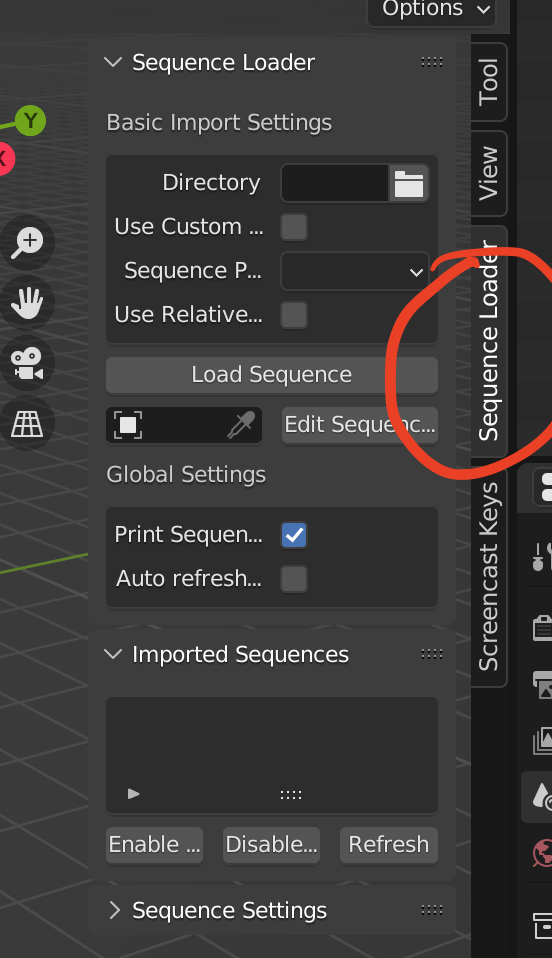 Options
Sequence Loader
Basic Import Settings
Directory
Use Custom ...
Sequence P...
Use Relative...
Load Sequence
Edit Sequenc...
Global Settings
Print Sequen...
Auto refresh...
Imported Sequences
Enable ...
Disable...
Refresh
Sequence Settings
Tool
View
Sequence Loader
Screencast Keys
Y
X